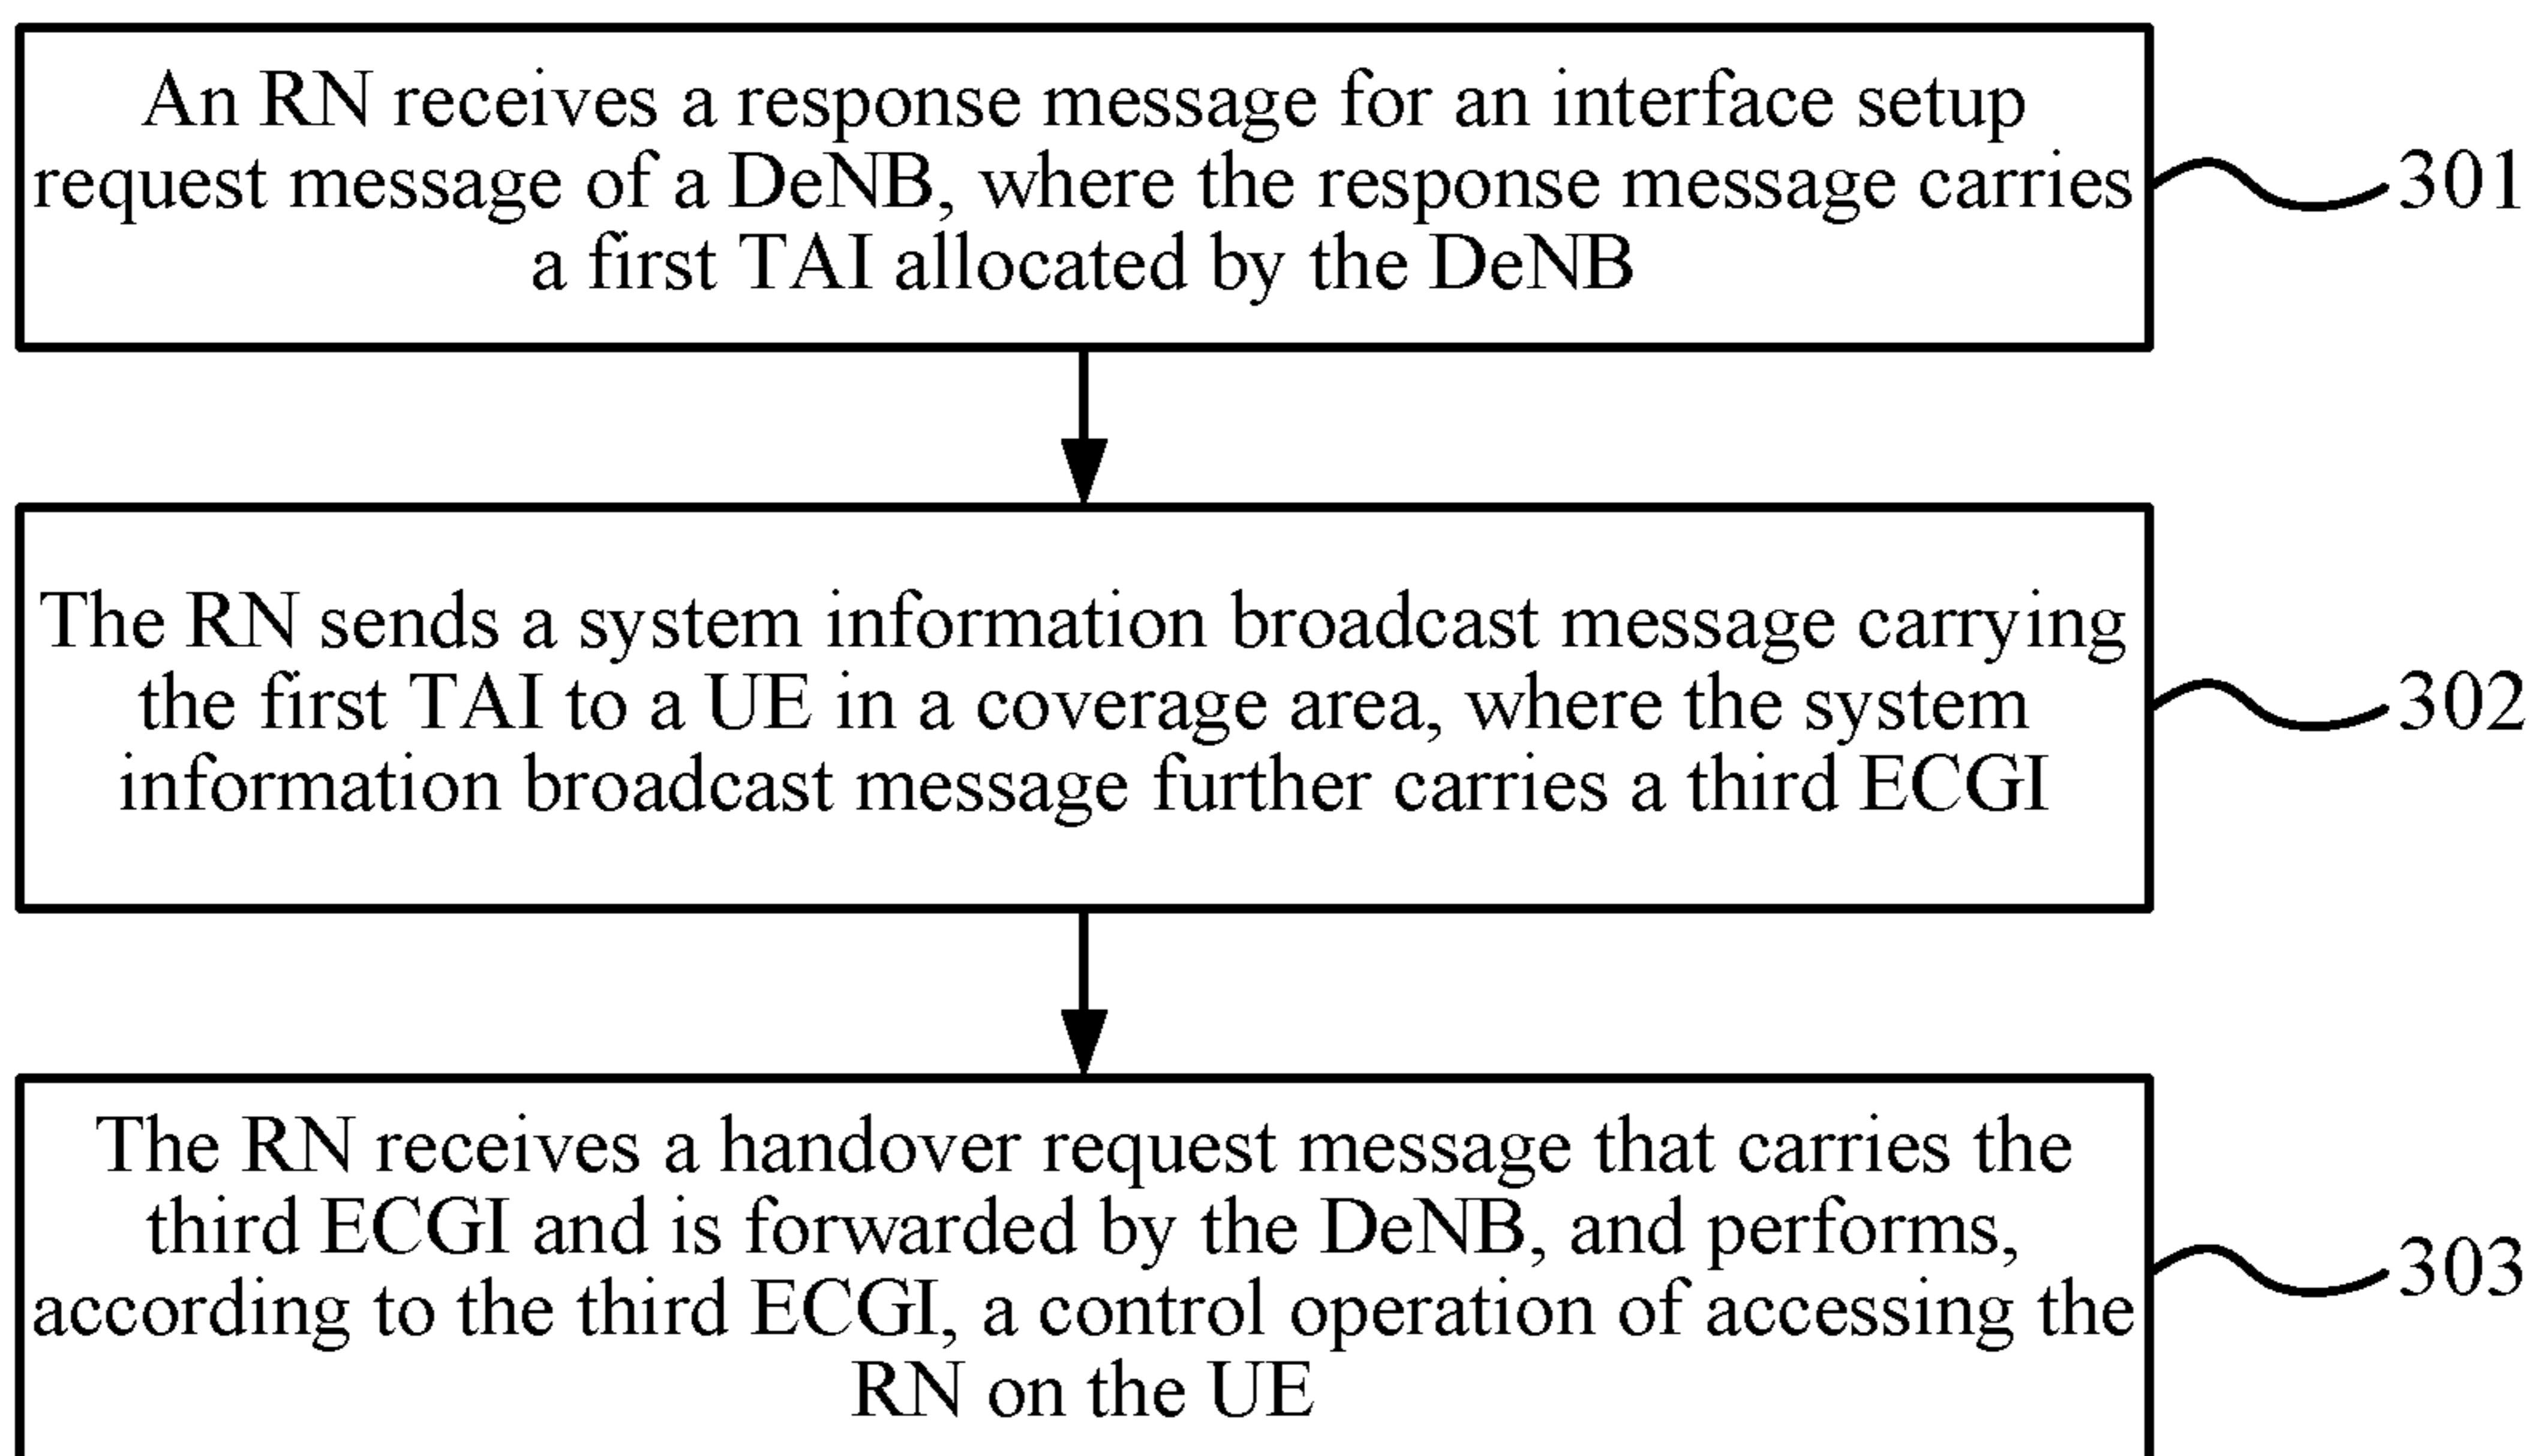 An RN receives a response message for an interface setup
request message of a DeNB, where the response message carries
a first TAI allocated by the DeNB
301
The RN sends a system information broadcast message carrying
the first TAI to a UE in a coverage area, where the system
information broadcast message further carries a third ECGI
302
The RN receives a handover request message that carries the
third ECGI and is forwarded by the DeNB, and performs,
according to the third ECGI, a control operation of accessing the
RN on the UE
303